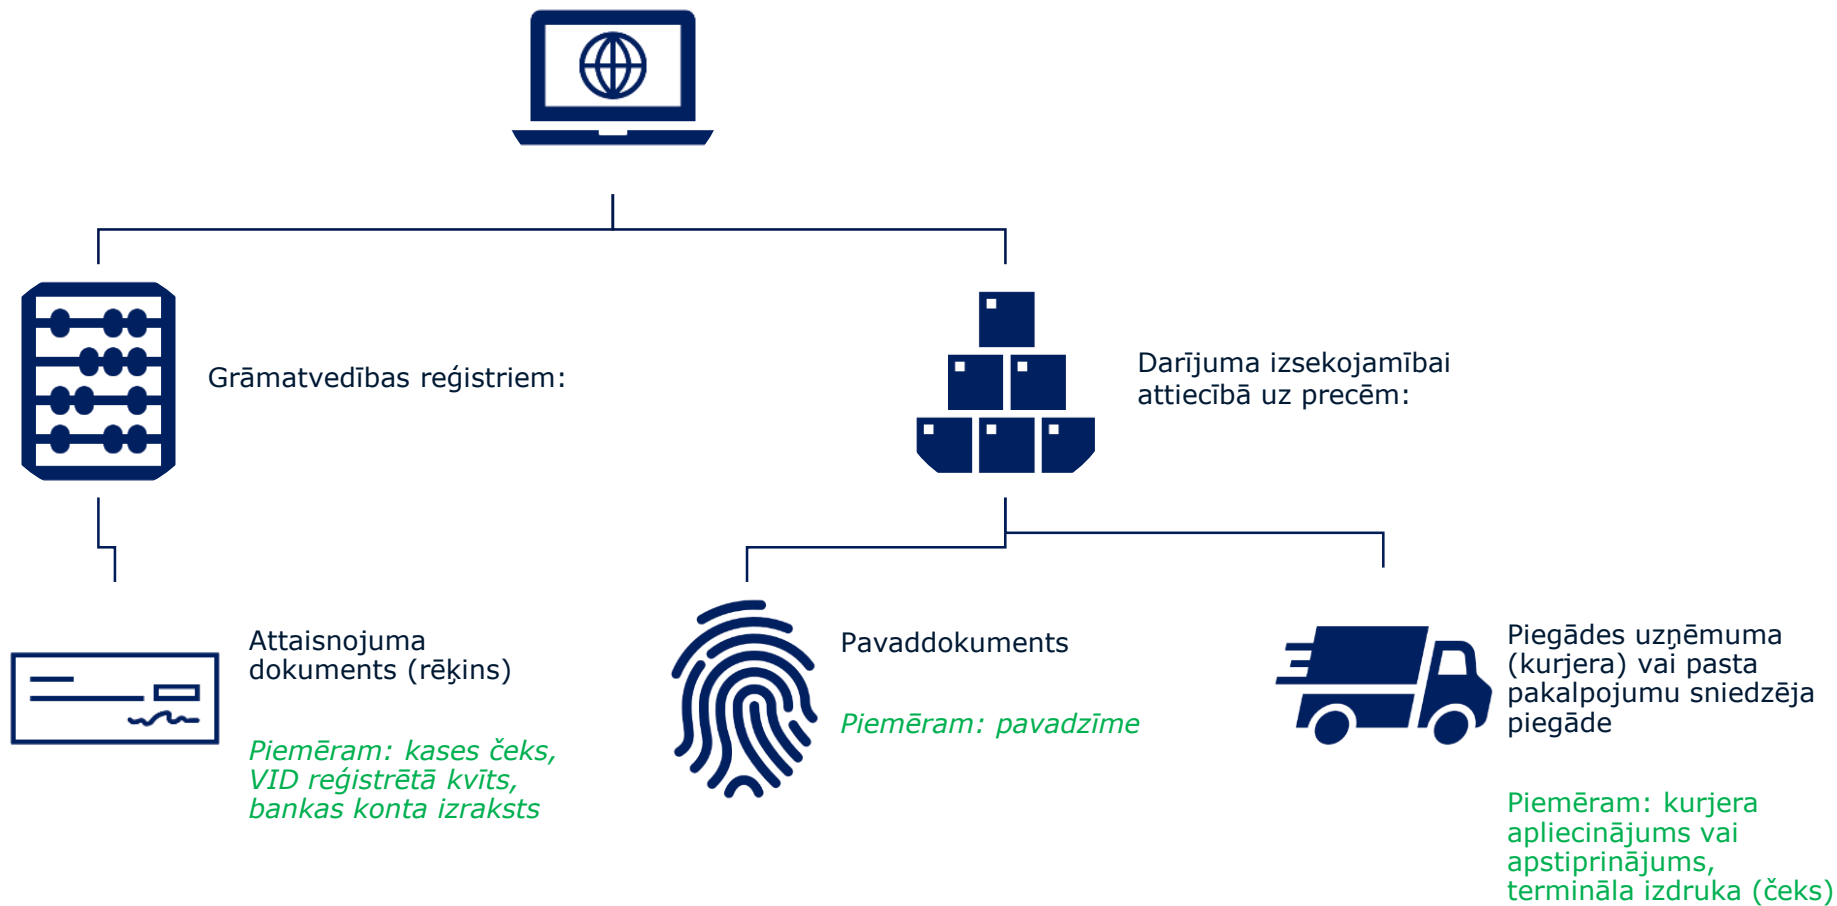 Grāmatvedības reģistriem:
Darījuma izsekojamībai
attiecībā uz precēm:
Attaisnojuma
dokuments (rēķins)
Piemēram: kases čeks,
VID reģistrētā kvīts,
bankas konta izraksts
Pavaddokuments
Piemēram: pavadzīme
Piegādes uzņēmuma
(kurjera) vai pasta
pakalpojumu sniedzēja
piegāde
Piemēram: kurjera
apliecinājums vai
apstiprinājums,
termināla izdruka (čeks)